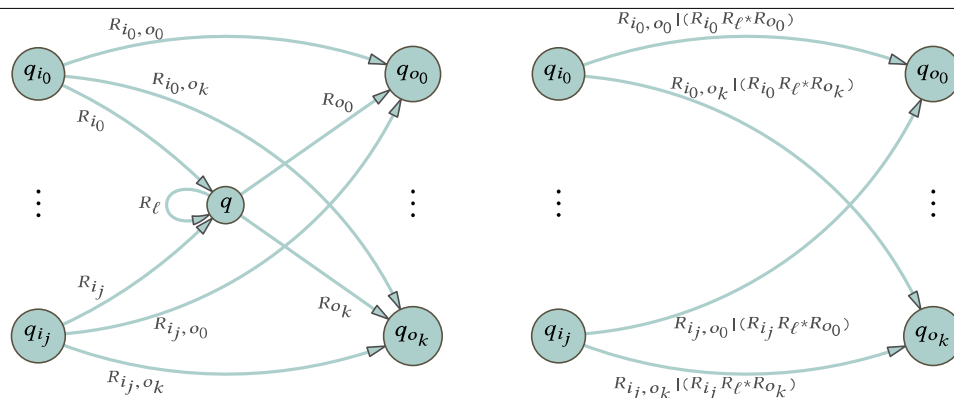 R_{i_0, o_0}
R_{i_0}, _{o_0} | (R_{i_0} R_ℓ* R_{o_0})
q_{i_0}
q_{o_0}
q_{i_0}
q_{o_0}
R_{i_0, o_k}
R_{o_0}
R_{i_0, o_k} | (R_{i_0} R_ℓ* R_{o_k})
R_{i_0}
R_ℓ
q
⋮
⋮
⋮
⋮
R_{i_j}
R_{o_k}
q_{i_j}
R_{i_j, o_0}
q_{o_k}
q_{i_j}
R_{i_j, o_0} | (R_{i_j} R_ℓ* R_{o_0})
q_{o_k}
R_{i_j, o_k}
R_{i_j, o_k} | (R_{i_j} R_ℓ* R_{o_k})